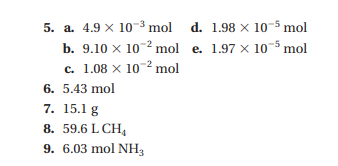 5. a. 4.9 × 10⁻³ mol d. 1.98 × 10⁻⁵ mol
b. 9.10 × 10⁻² mol e. 1.97 × 10⁻⁵ mol
c. 1.08 × 10⁻² mol
6. 5.43 mol
7. 15.1 g
8. 59.6 L CH₄
9. 6.03 mol NH₃